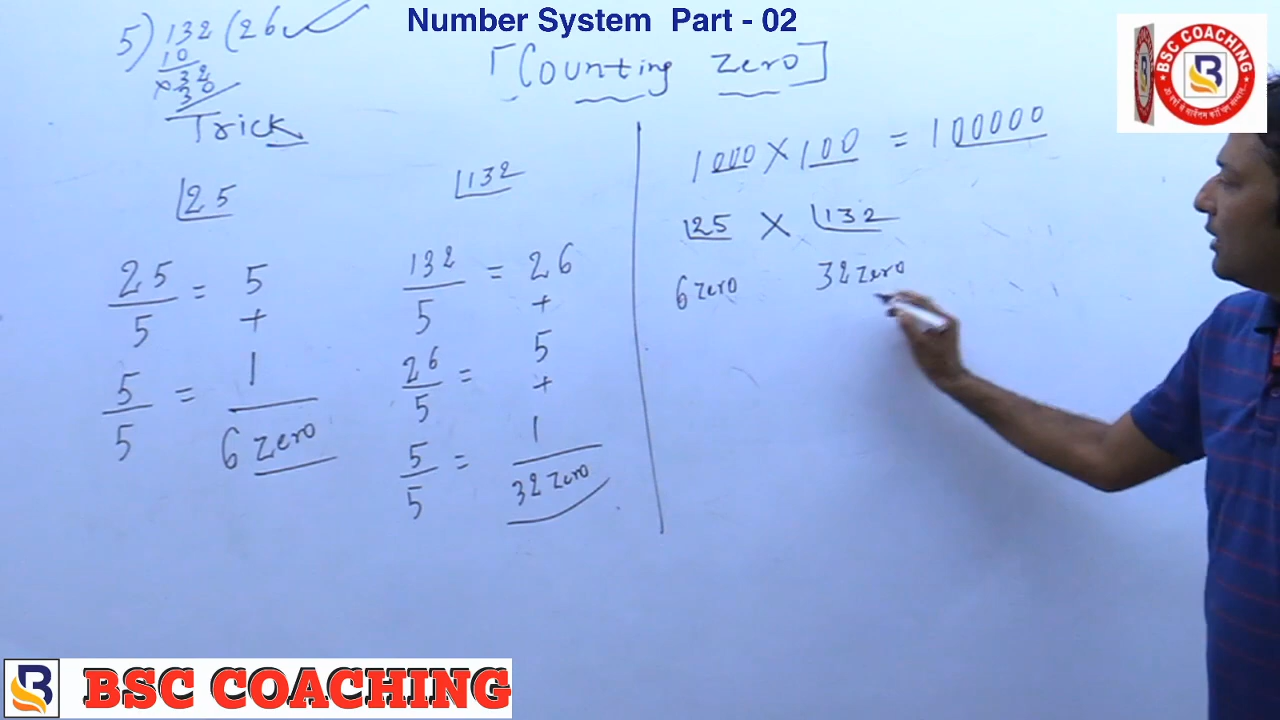 Number System Part - 02
5) 132 (26
10
×32
30
[Counting zero]
Trick
|25
25/5 = 5
+
5/5 = 1
6 zero
|132
132/5 = 26
+
26/5 = 5
+
5/5 = 1
32 zero
1000 × 100 = 100000
|25 × |132
6 zero 32 zero
BSC COACHING
BSC COACHING